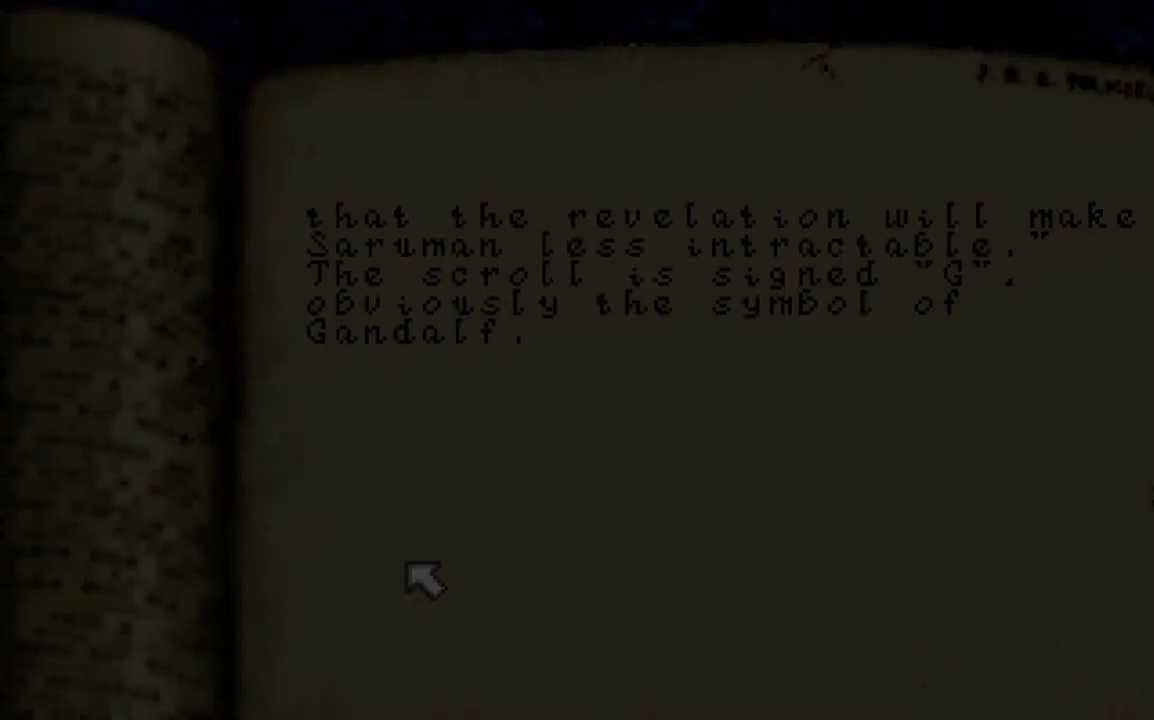 that the revelation will make
Saruman less intractable."
The scroll is signed "G".
obviously the symbol of
Gandalf.